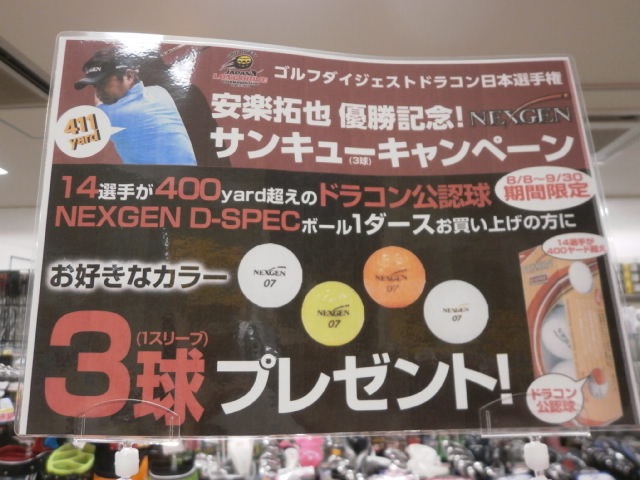 ゴルフダイジェストドラコン日本選手権
安楽拓也 優勝記念! NEXGEN
サンキューキャンペーン
(3球)
411
yard
8/8~9/30
期間限定
14選手が400yard超えのドラコン公認球
NEXGEN D-SPECボール1ダースお買い上げの方に
14選手が
400ヤード超え
お好きなカラー
NEXGEN
07
NEXGEN
07
NEXGEN
07
NEXGEN
07
(1スリーブ)
3球プレゼント!
ドラコン
公認球